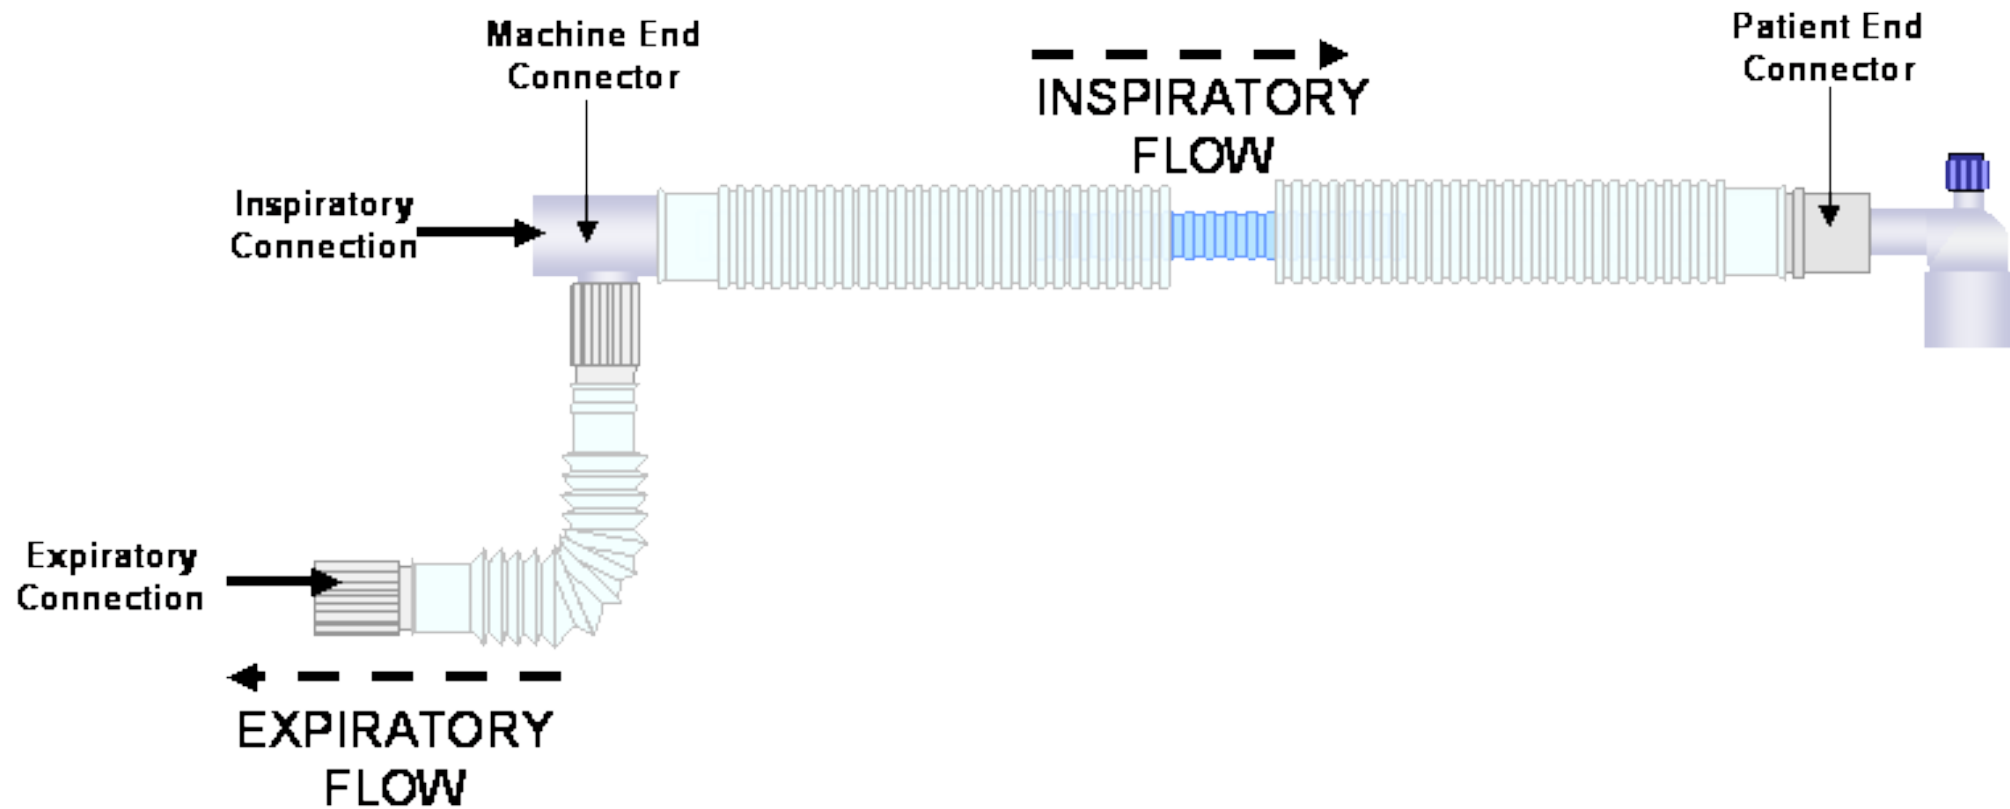 Machine End
Connector
INSPIRATORY
FLOW
Patient End
Connector
Inspiratory
Connection
Expiratory
Connection
EXPIRATORY
FLOW